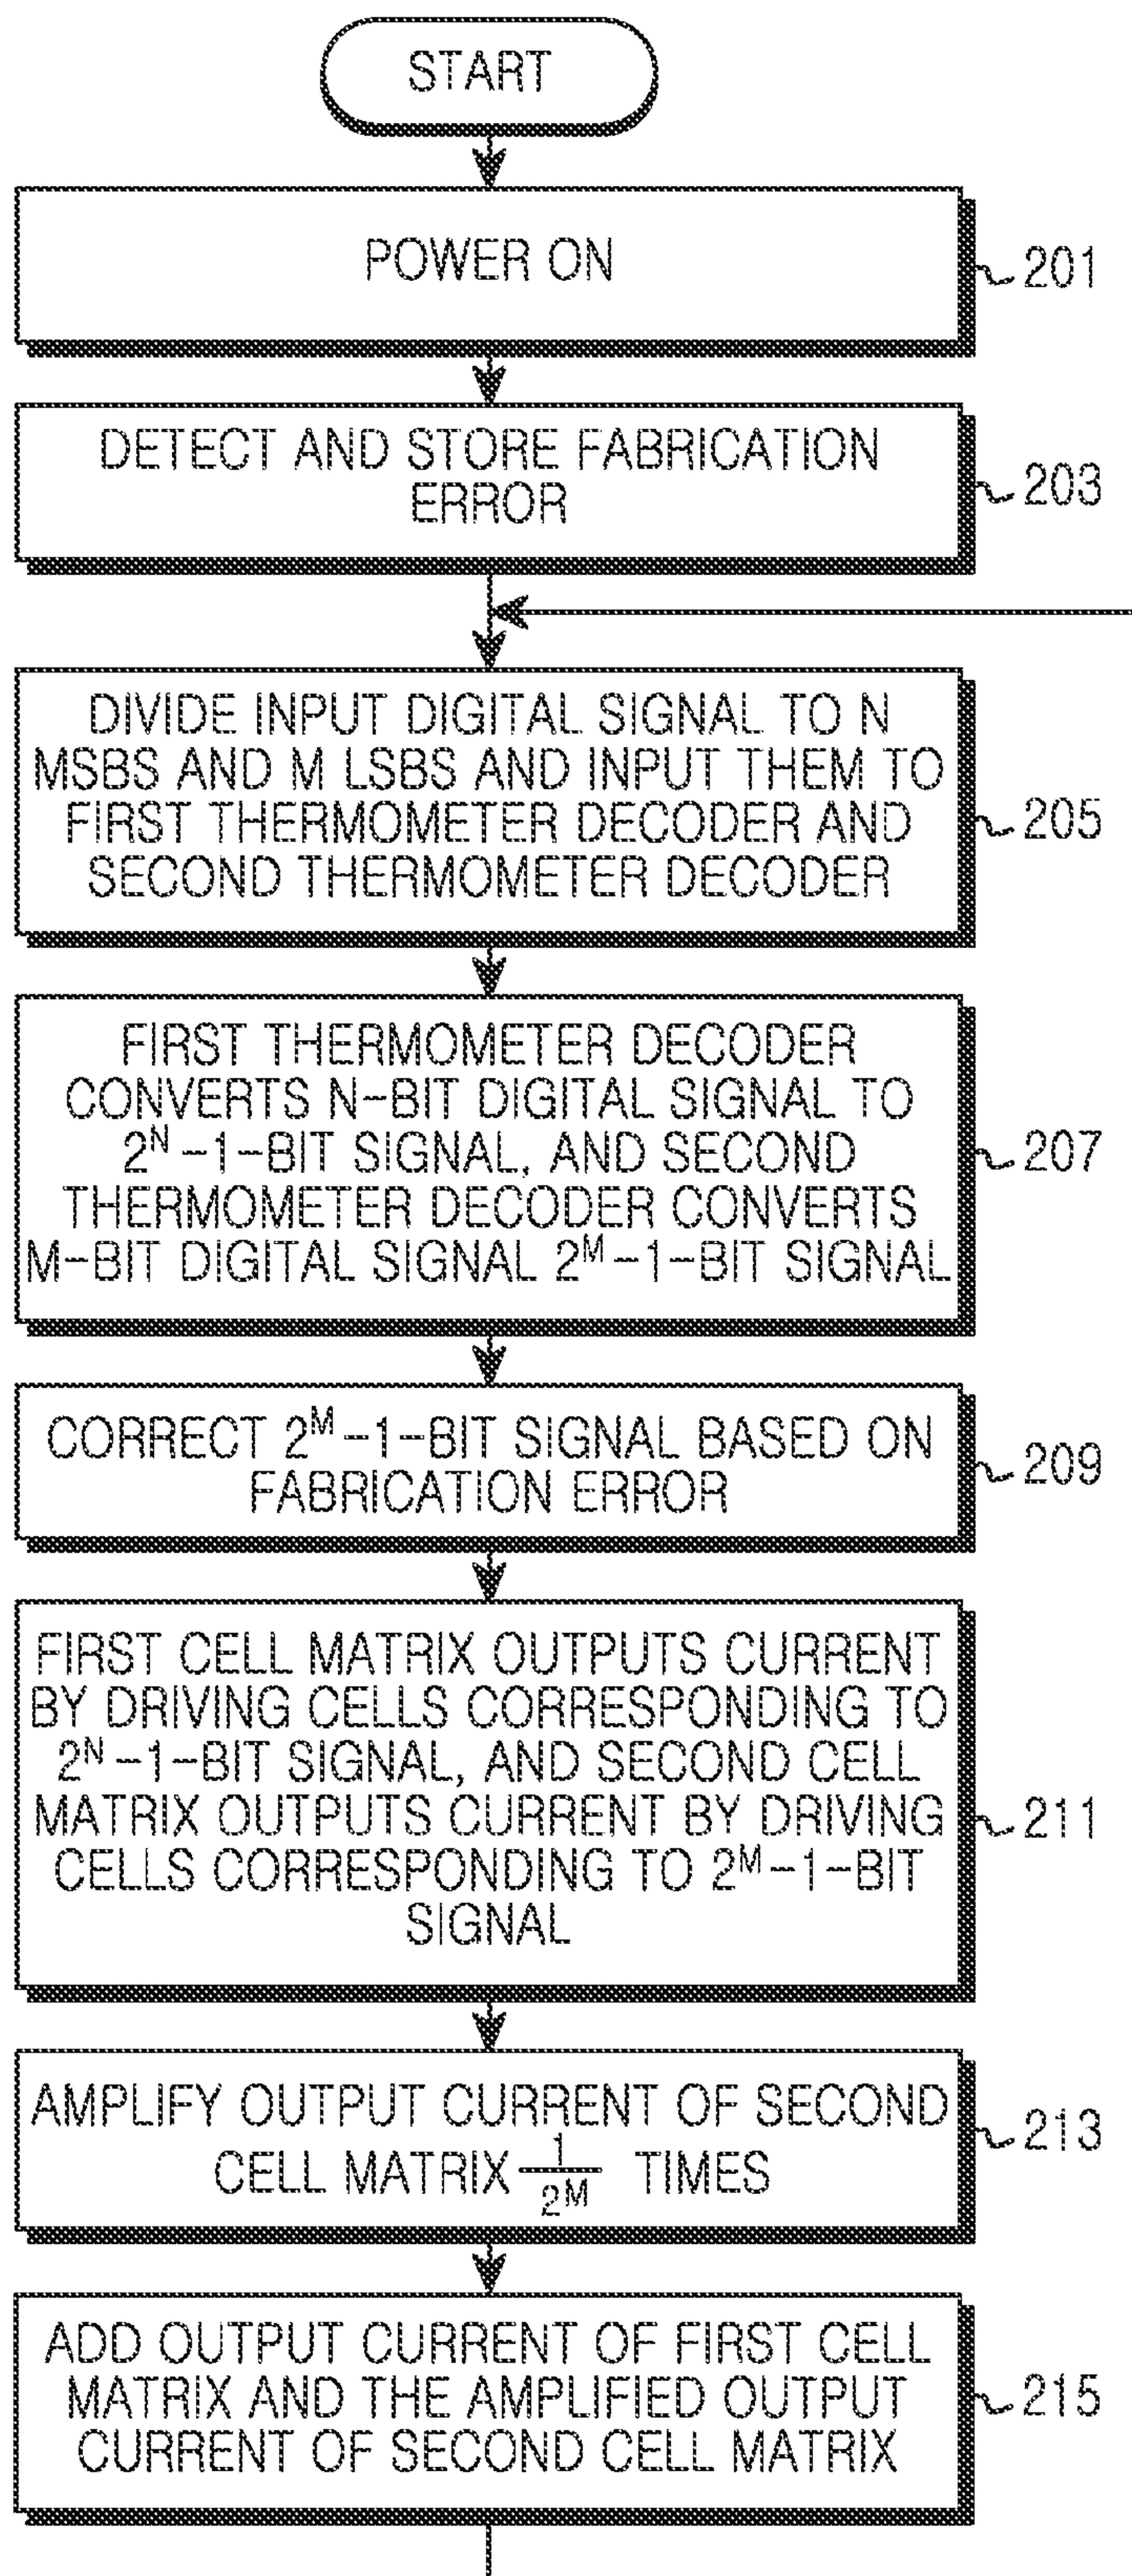 START
POWER ON
201
DETECT AND STORE FABRICATION
ERROR
203
DIVIDE INPUT DIGITAL SIGNAL TO N
MSBS AND M LSBS AND INPUT THEM TO
FIRST THERMOMETER DECODER AND
SECOND THERMOMETER DECODER
205
FIRST THERMOMETER DECODER
CONVERTS N-BIT DIGITAL SIGNAL TO
2^N-1-BIT SIGNAL, AND SECOND
THERMOMETER DECODER CONVERTS
M-BIT DIGITAL SIGNAL 2^M-1-BIT SIGNAL
207
CORRECT 2^M-1-BIT SIGNAL BASED ON
FABRICATION ERROR
209
FIRST CELL MATRIX OUTPUTS CURRENT
BY DRIVING CELLS CORRESPONDING TO
2^N-1-BIT SIGNAL, AND SECOND CELL
MATRIX OUTPUTS CURRENT BY DRIVING
CELLS CORRESPONDING TO 2^M-1-BIT
SIGNAL
211
AMPLIFY OUTPUT CURRENT OF SECOND
CELL MATRIX 1/2^M TIMES
213
ADD OUTPUT CURRENT OF FIRST CELL
MATRIX AND THE AMPLIFIED OUTPUT
CURRENT OF SECOND CELL MATRIX
215